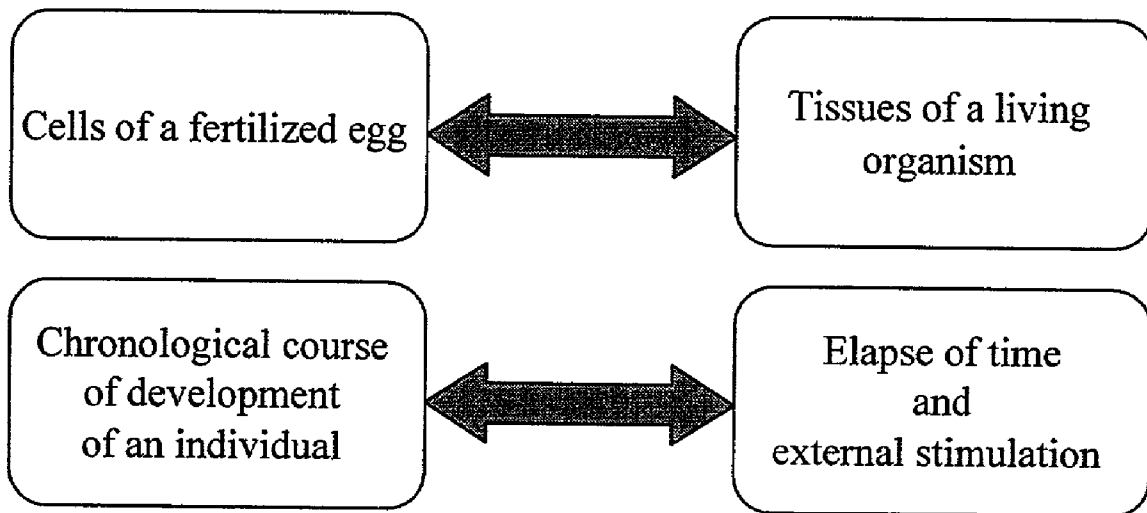 Cells of a fertilized egg
Tissues of a living
organism
Chronological course
of development
of an individual
Elapse of time
and
external stimulation